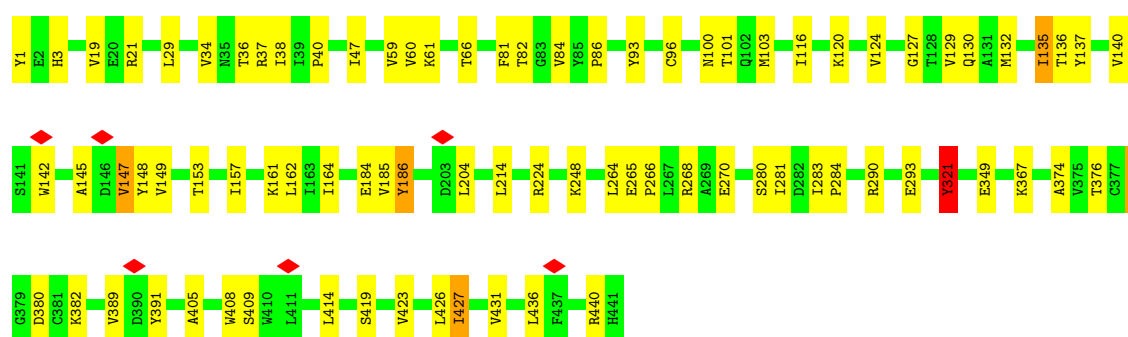 Y1 E2 H3 V19 E20 R21 L29 V34 N35 T36 R37 I38 I39 P40 I47 V59 V60 K61 T66 F81 T82 G83 V84 Y85 P86 Y93 C96 N100 T101 Q102 M103 I116 K120 V124 G127 T128 V129 Q130 A131 M132 I135 T136 Y137 V140
S141 W142 A145 D146 V147 Y148 V149 T153 I157 K161 L162 I163 I164 E184 V185 Y186 D203 L204 L214 R224 K248 L264 E265 P266 L267 R268 A269 E270 S280 I281 D282 I283 P284 R290 E293 Y321 E349 K367 A374 V375 T376 C377
G379 D380 C381 K382 V389 D390 Y391 A405 W408 S409 W410 L411 L414 S419 V423 L426 I427 V431 L436 F437 R440 H441